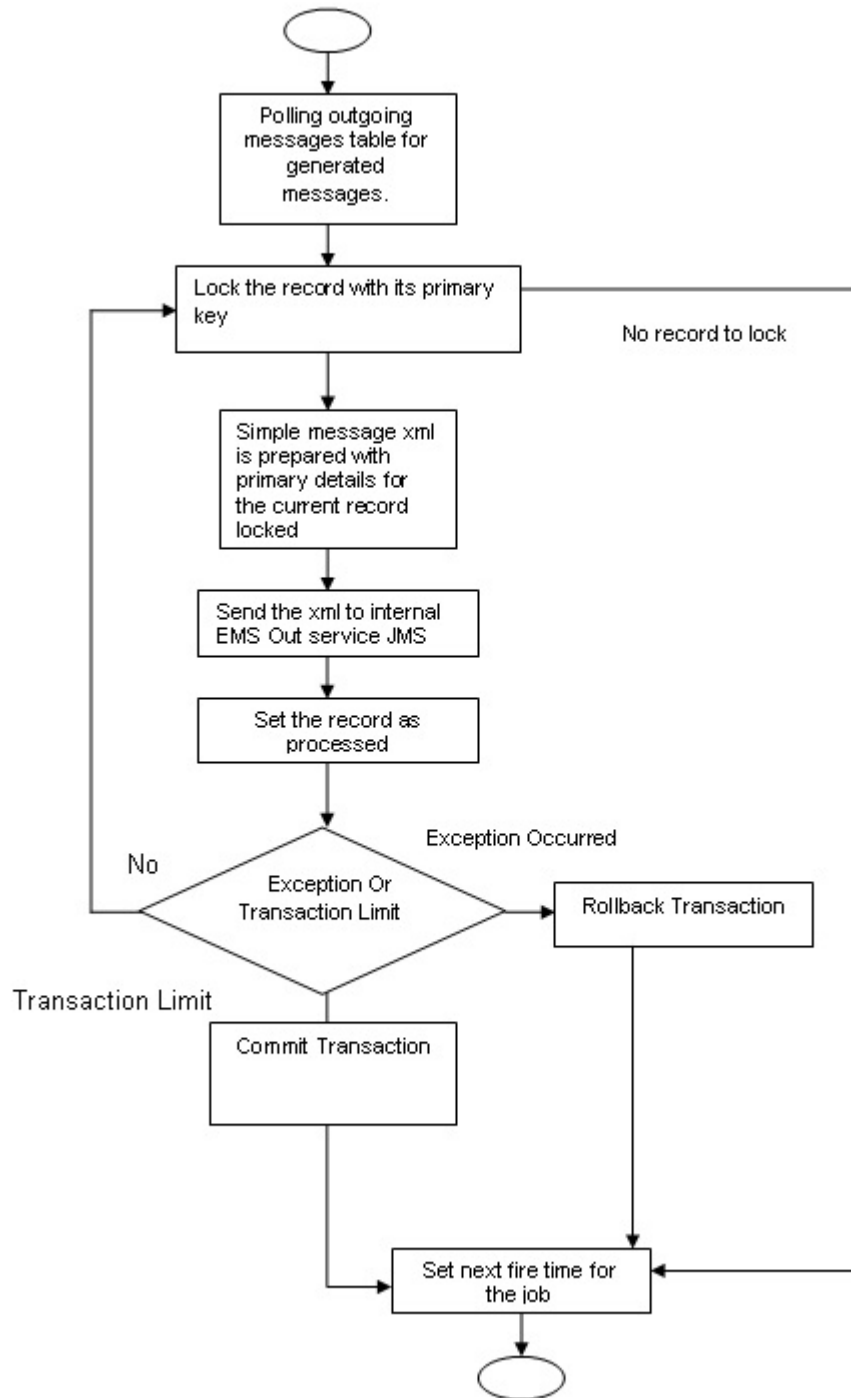 Polling outgoing
messages table for
generated
messages.
Lock the record with its primary
key
No record to lock
Simple message xml
is prepared with
primary details for
the current record
locked
Send the xml to internal
EMS Out service JMS
Set the record as
processed
Exception Occurred
No
Exception Or
Transaction Limit
Rollback Transaction
Transaction Limit
Commit Transaction
Set next fire time for
the job